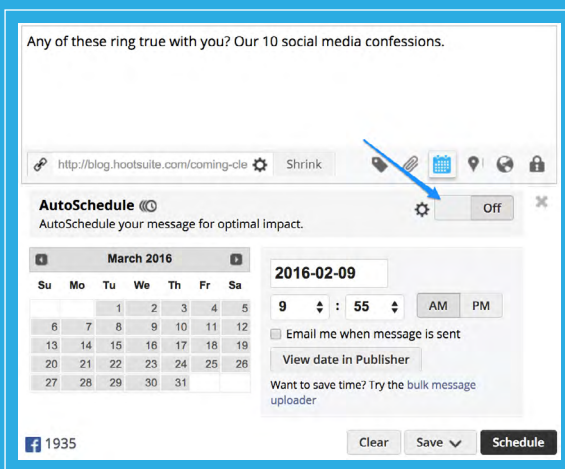 Any of these ring true with you? Our 10 social media confessions.
http://blog.hootsuite.com/coming-cle
Shrink
AutoSchedule
Off
AutoSchedule your message for optimal impact.
March 2016
Su Mo Tu We Th Fr Sa
1 2 3 4 5
6 7 8 9 10 11 12
13 14 15 16 17 18 19
20 21 22 23 24 25 26
27 28 29 30 31
2016-02-09
9 : 55 AM PM
Email me when message is sent
View date in Publisher
Want to save time? Try the bulk message
uploader
1935
Clear Save Schedule